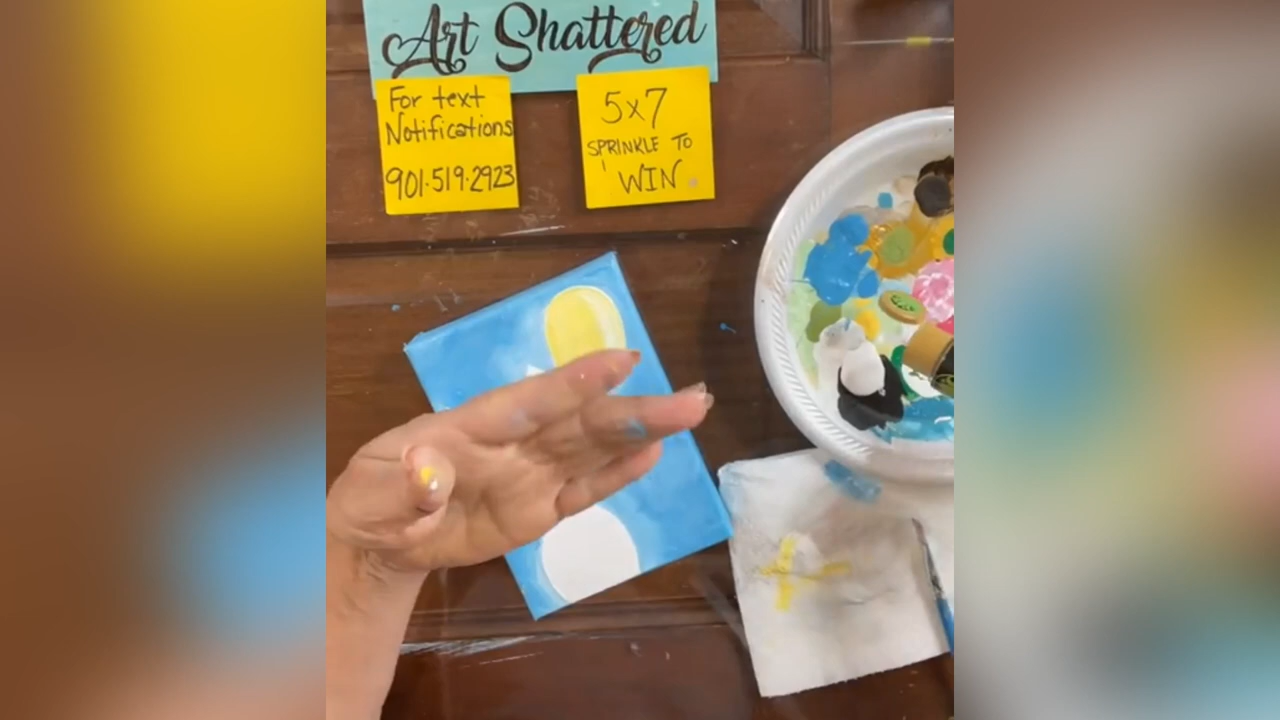 Art Shattered
For text
Notifications
901.519.2923
5x7
SPRINKLE TO
WIN